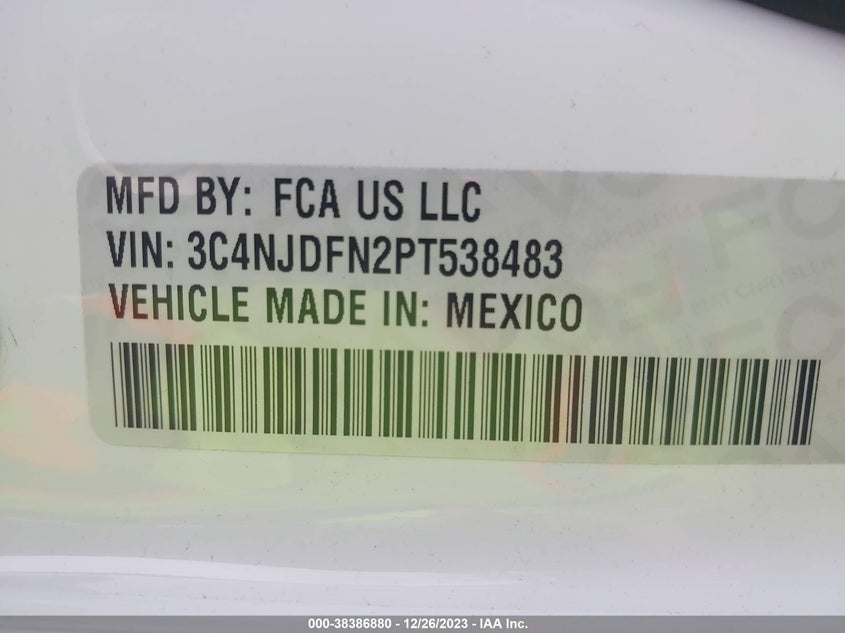 MFD BY: FCA US LLC
VIN: 3C4NJDFN2PT538483
VEHICLE MADE IN: MEXICO
000-38386880 - 12/26/2023 - IAA Inc.